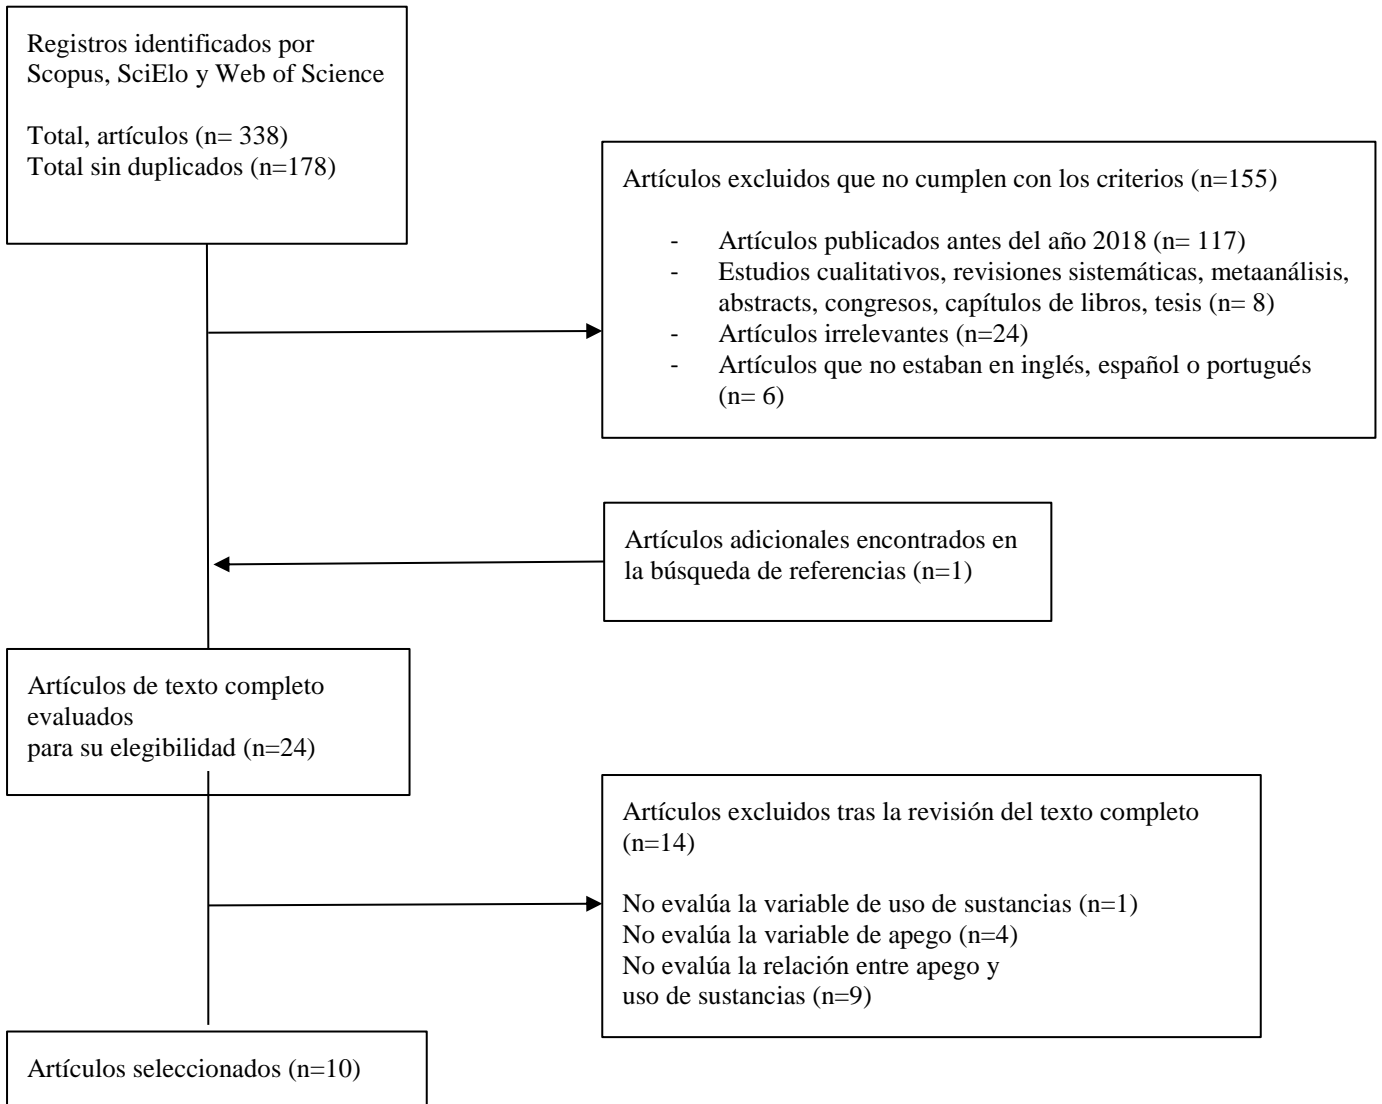 Registros identificados por
Scopus, SciElo y Web of Science
Total, artículos (n= 338)
Total sin duplicados (n=178)
Artículos excluidos que no cumplen con los criterios (n=155)
- Artículos publicados antes del año 2018 (n= 117)
- Estudios cualitativos, revisiones sistemáticas, metaanálisis,
abstracts, congresos, capítulos de libros, tesis (n= 8)
- Artículos irrelevantes (n=24)
- Artículos que no estaban en inglés, español o portugués
(n= 6)
Artículos adicionales encontrados en
la búsqueda de referencias (n=1)
Artículos de texto completo
evaluados
para su elegibilidad (n=24)
Artículos excluidos tras la revisión del texto completo
(n=14)
No evalúa la variable de uso de sustancias (n=1)
No evalúa la variable de apego (n=4)
No evalúa la relación entre apego y
uso de sustancias (n=9)
Artículos seleccionados (n=10)